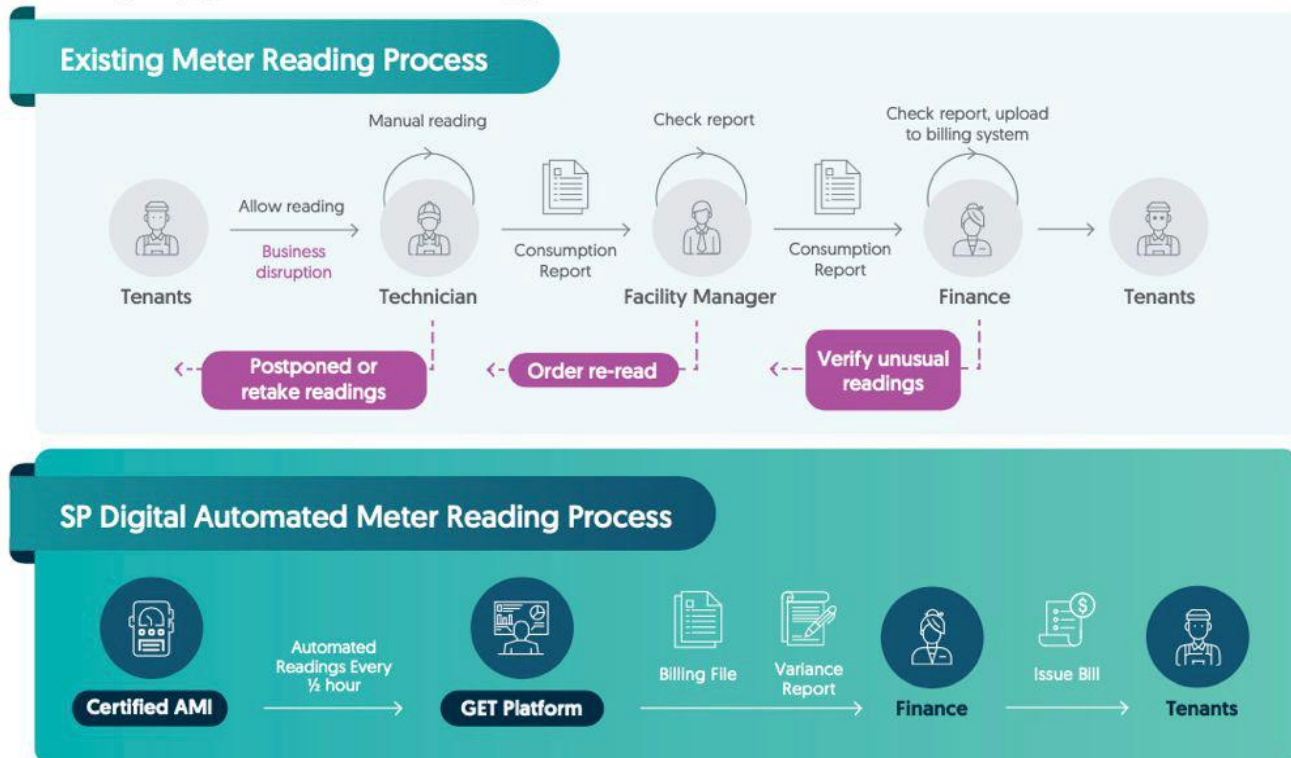 Existing Meter Reading Process
Manual reading
Check report
Check report, upload
to billing system
Allow reading
Business
disruption
Consumption
Report
Consumption
Report
Tenants
Technician
Facility Manager
Finance
Tenants
Postponed or
retake readings
Order re-read
Verify unusual
readings
SP Digital Automated Meter Reading Process
Automated
Readings Every
½ hour
Billing File
Variance
Report
$
Issue Bill
Certified AMI
GET Platform
Finance
Tenants